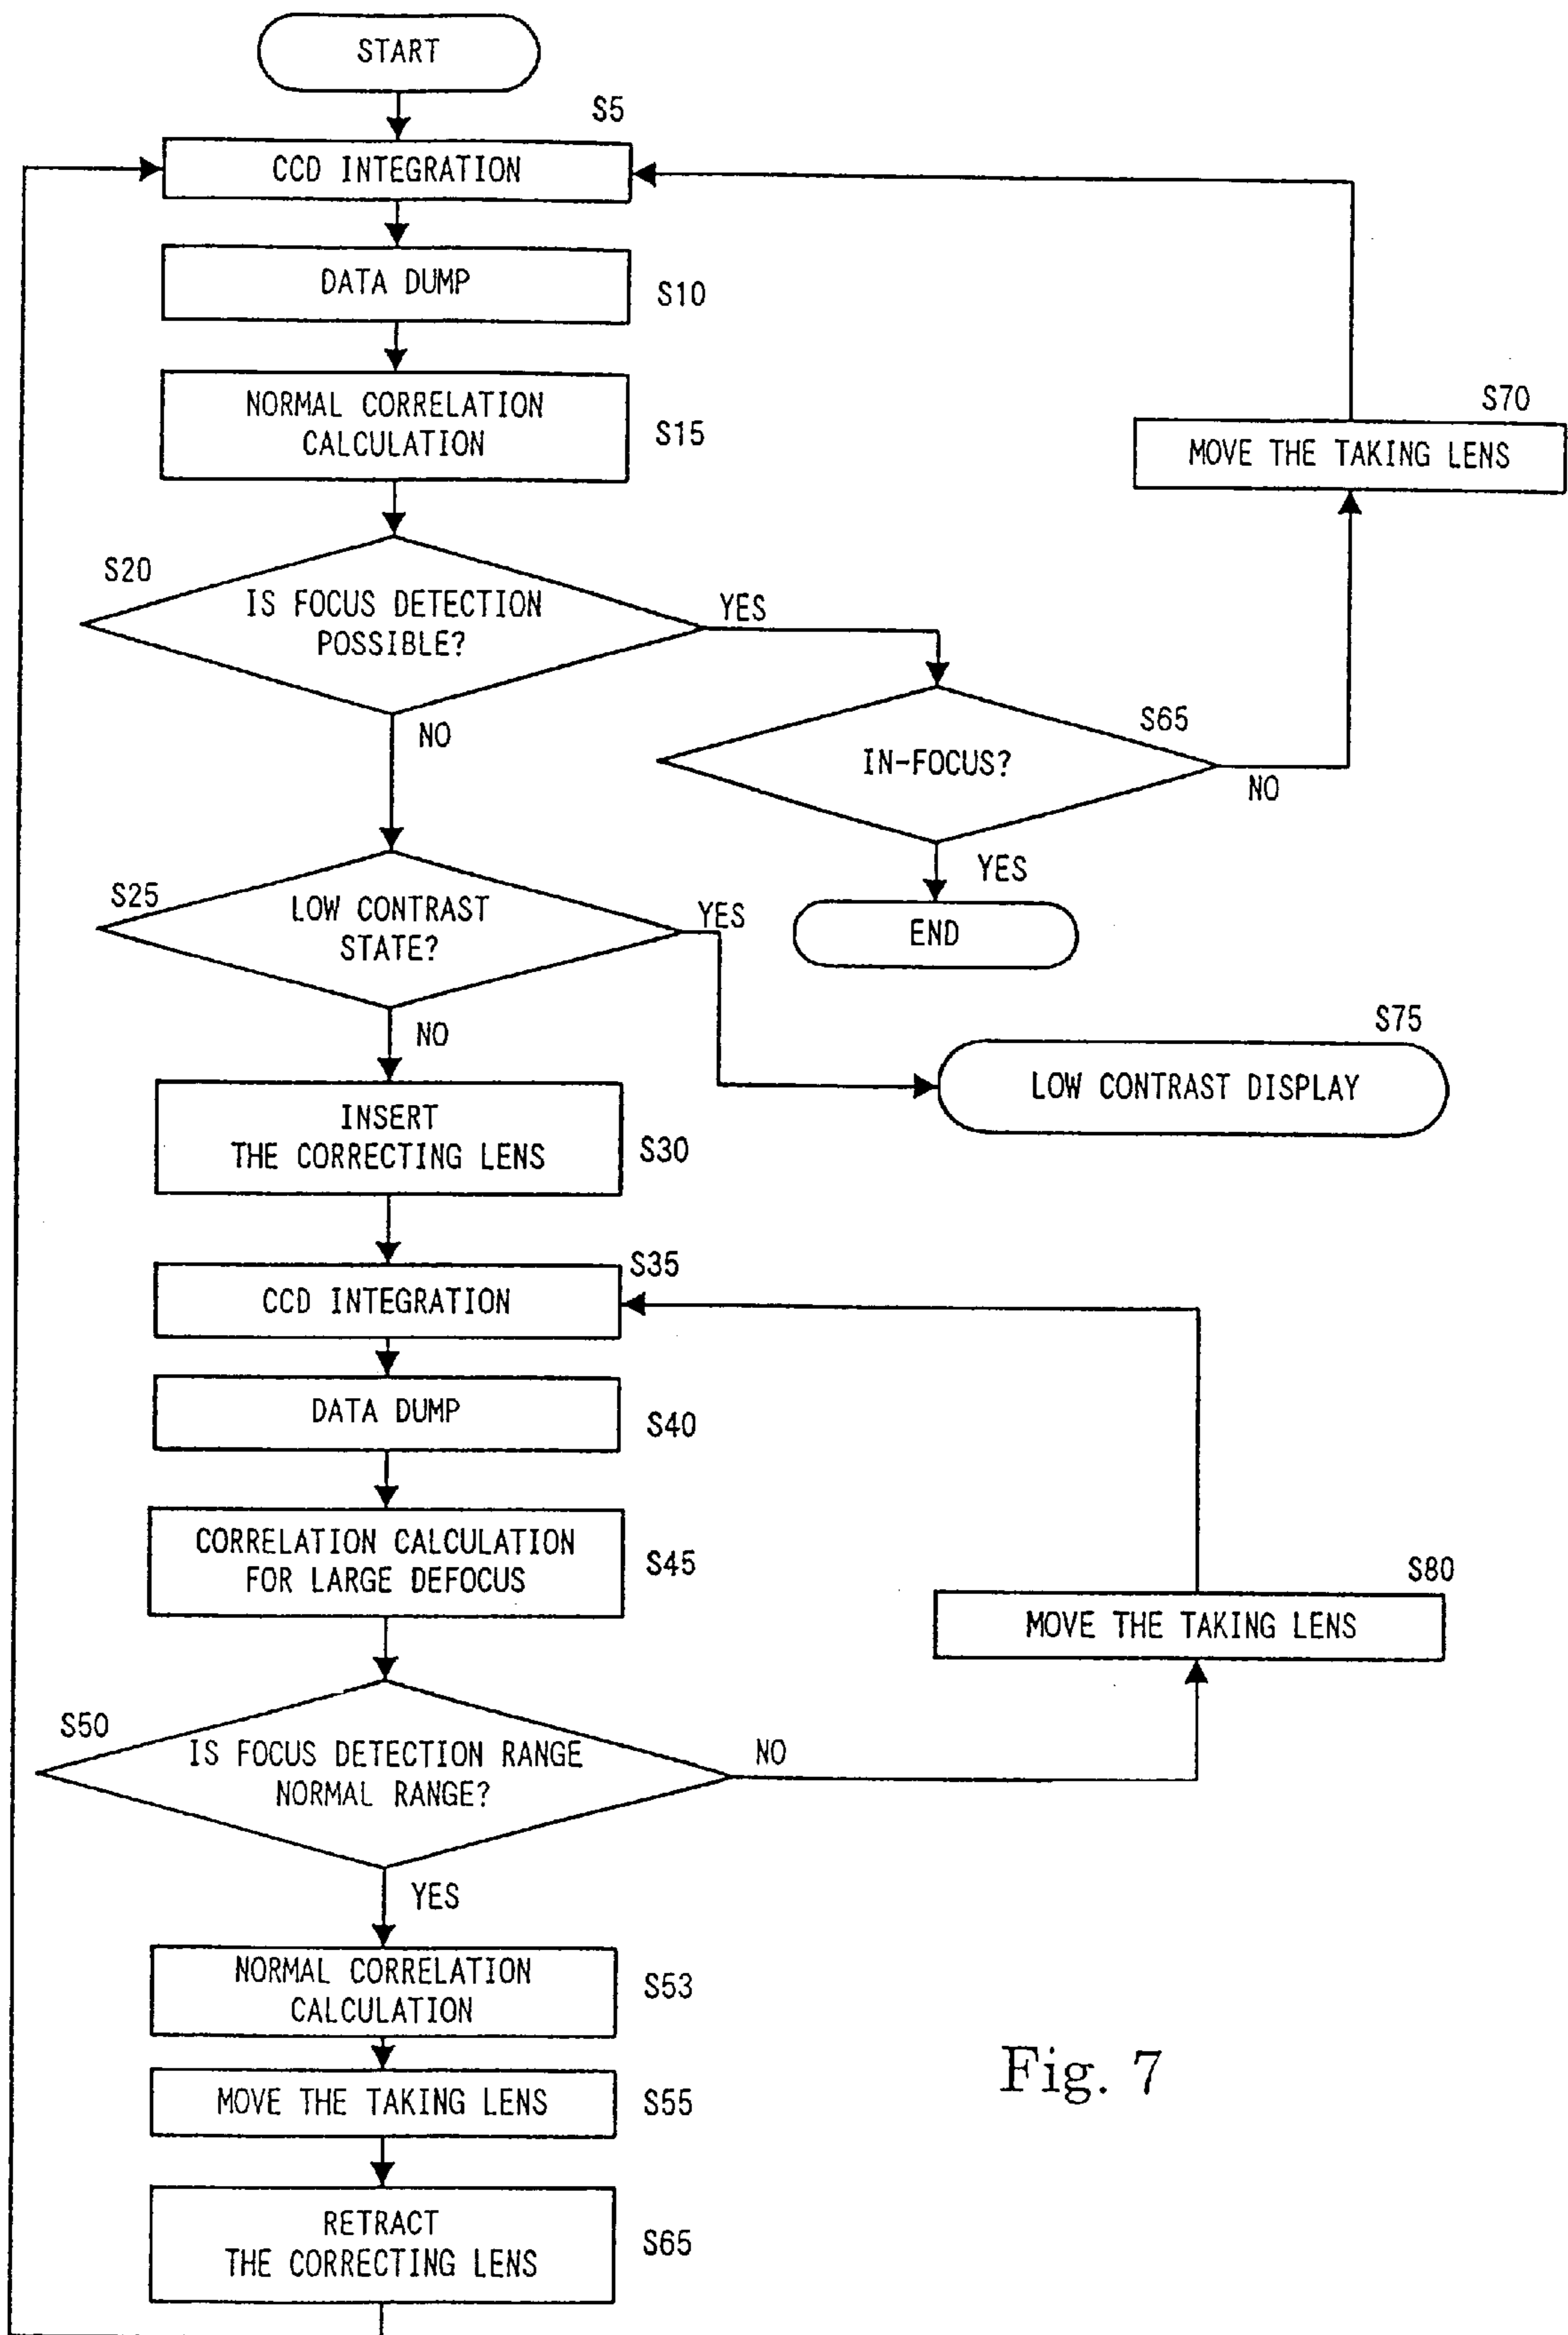 START
S5
CCD INTEGRATION
DATA DUMP
S10
NORMAL CORRELATION
CALCULATION
S15
S70
MOVE THE TAKING LENS
S20
IS FOCUS DETECTION
POSSIBLE?
YES
NO
S65
IN-FOCUS?
NO
YES
END
S25
LOW CONTRAST
STATE?
YES
NO
S75
LOW CONTRAST DISPLAY
INSERT
THE CORRECTING LENS
S30
S35
CCD INTEGRATION
DATA DUMP
S40
CORRELATION CALCULATION
FOR LARGE DEFOCUS
S45
S80
MOVE THE TAKING LENS
S50
IS FOCUS DETECTION RANGE
NORMAL RANGE?
NO
YES
NORMAL CORRELATION
CALCULATION
S53
MOVE THE TAKING LENS
S55
RETRACT
THE CORRECTING LENS
S65
Fig. 7